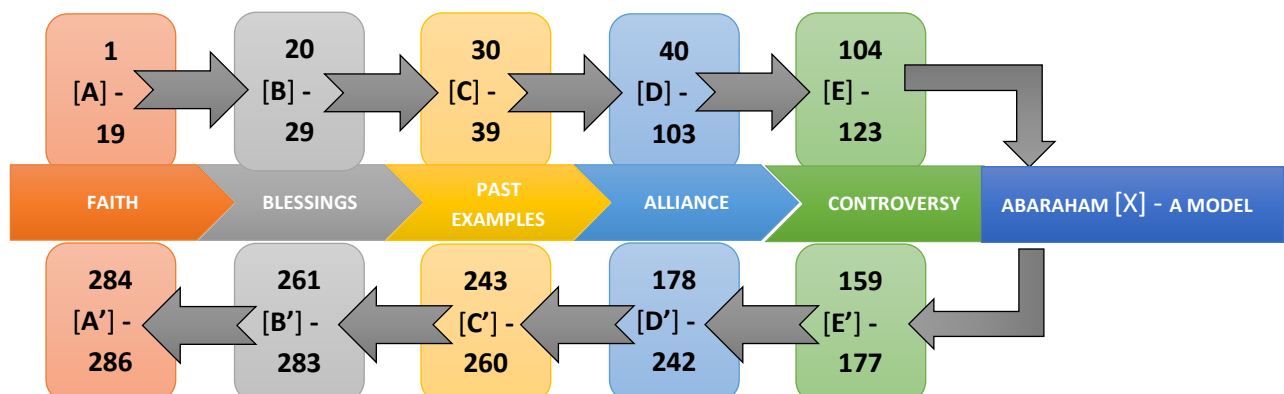 1 20 30 40 104
[A] - [B] - [C] - [D] - [E] -
19 29 39 103 123
FAITH BLESSINGS PAST EXAMPLES ALLIANCE CONTROVERSY ABARAHAM [X] - A MODEL
284 261 243 178 159
[A’] - [B’] - [C’] - [D’] - [E’] -
286 283 260 242 177